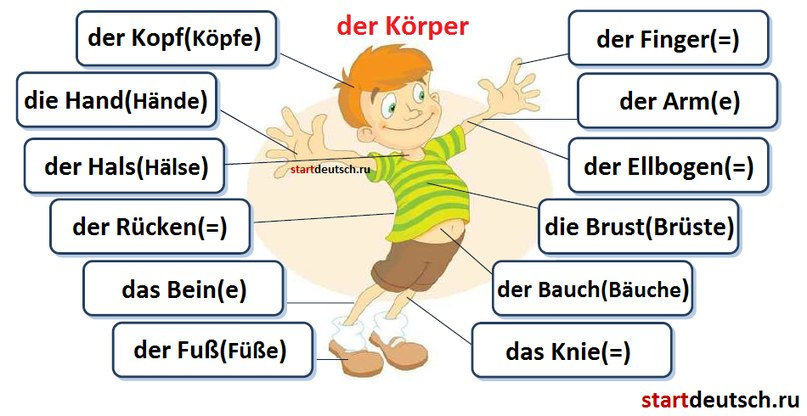 der Körper
der Kopf(Köpfe)
die Hand(Hände)
der Hals(Hälse)
der Rücken(=)
das Bein(e)
der Fuß(Füße)
der Finger(=)
der Arm(e)
der Ellbogen(=)
die Brust(Brüste)
der Bauch(Bäuche)
das Knie(=)
startdeutsch.ru
startdeutsch.ru